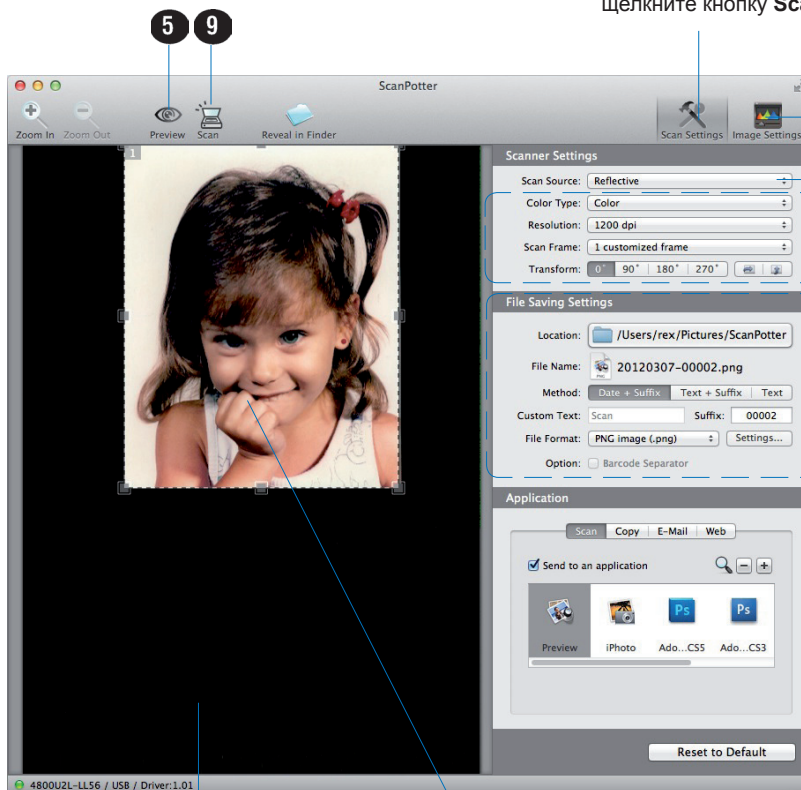 щелкните кнопку Sca
5 9
ScanPotter
Zoom In Zoom Out Preview Scan Reveal in Finder Scan Settings Image Settings
1
Scanner Settings
Scan Source: Reflective
Color Type: Color
Resolution: 1200 dpi
Scan Frame: 1 customized frame
Transform: 0° 90° 180° 270°
File Saving Settings
Location: /Users/rex/Pictures/ScanPotter
File Name: 20120307-00002.png
Method: Date + Suffix Text + Suffix Text
Custom Text: Scan Suffix: 00002
File Format: PNG image (.png) Settings...
Option: Barcode Separator
Application
Scan Copy E-Mail Web
Send to an application
Ps Ps
Preview iPhoto Ado...CS5 Ado...CS3
Reset to Default
4800U2L-LL56 / USB / Driver:1.01